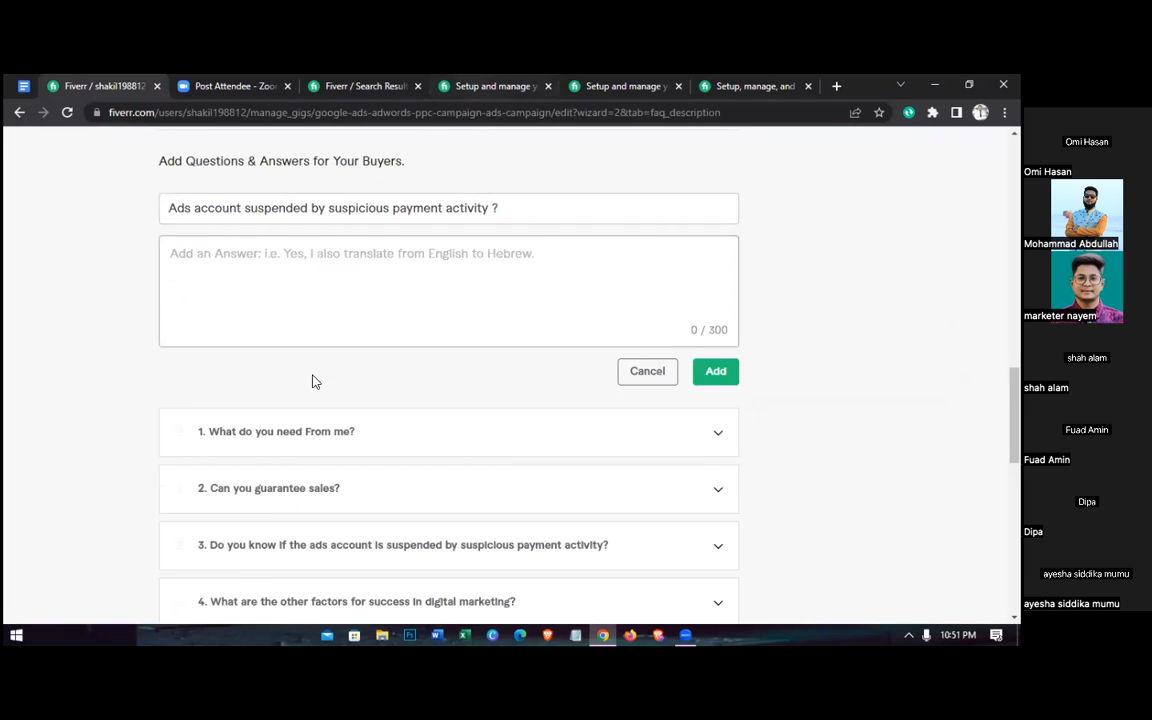 Fiverr / shakil198812
Post Attendee - Zoo
Fiverr / Search Resul
Setup and manage y
Setup and manage y
Setup, manage, and
fiverr.com/users/shakil198812/manage_gigs/google-ads-adwords-ppc-campaign-ads-campaign/edit?wizard=2&tab=faq_description
Add Questions & Answers for Your Buyers.
Ads account suspended by suspicious payment activity ?
Add an Answer: i.e. Yes, I also translate from English to Hebrew.
0 / 300
Cancel
Add
1. What do you need From me?
2. Can you guarantee sales?
3. Do you know if the ads account is suspended by suspicious payment activity?
4. What are the other factors for success in digital marketing?
10:51 PM
Omi Hasan
Omi Hasan
Mohammad Abdullah
marketer nayem
shah alam
shah alam
Fuad Amin
Fuad Amin
Dipa
Dipa
ayesha siddika mumu
ayesha siddika mumu